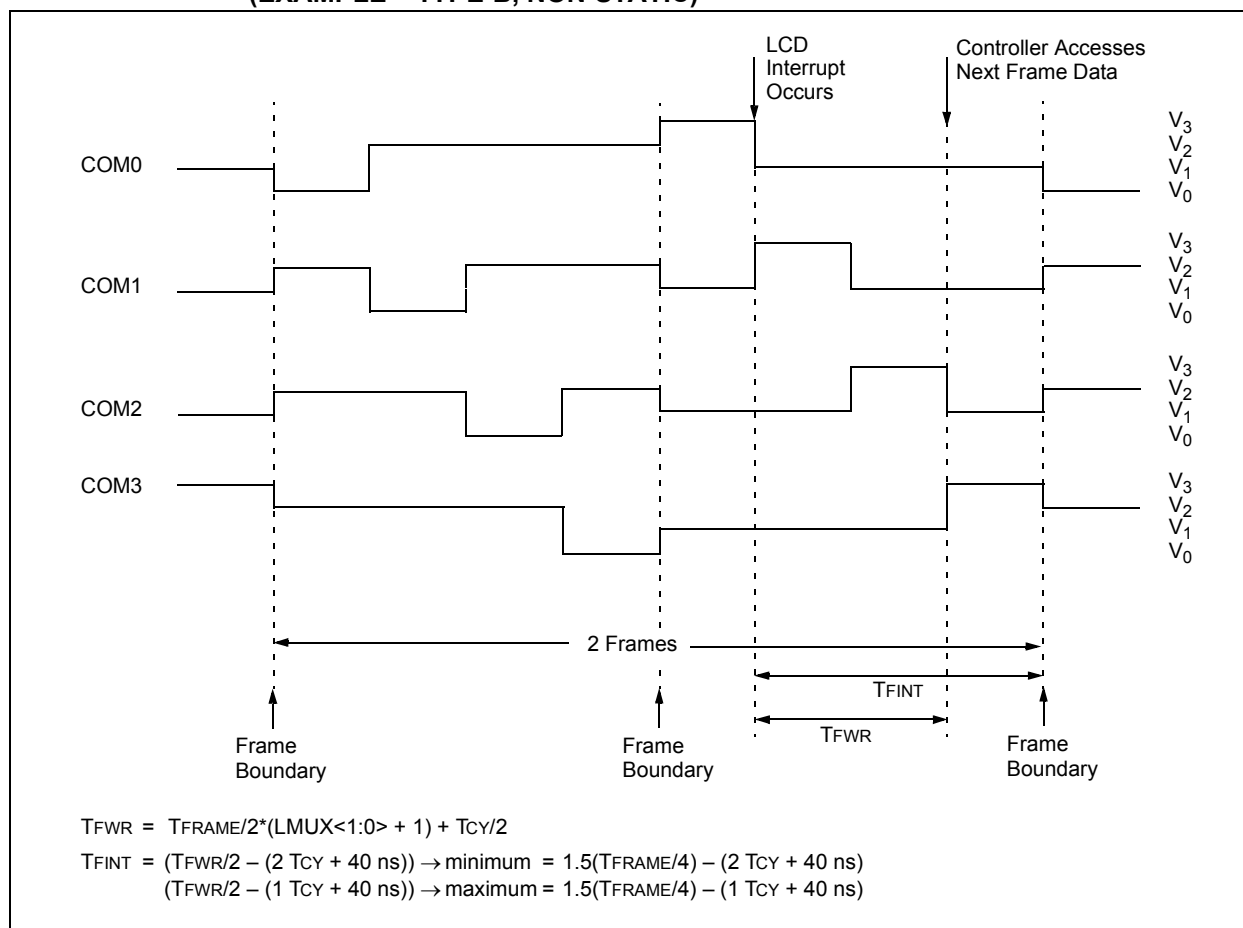 (EXAMPLE – TYPE-B, NON-STATIC)
LCD
Interrupt
Occurs
Controller Accesses
Next Frame Data
COM0
V3
V2
V1
V0
COM1
V3
V2
V1
V0
COM2
V3
V2
V1
V0
COM3
V3
V2
V1
V0
2 Frames
TFINT
TFWR
Frame
Boundary
Frame
Boundary
Frame
Boundary
TFWR = TFRAME/2*(LMUX<1:0> + 1) + TCY/2
TFINT = (TFWR/2 – (2 TCY + 40 ns)) → minimum = 1.5(TFRAME/4) – (2 TCY + 40 ns)
(TFWR/2 – (1 TCY + 40 ns)) → maximum = 1.5(TFRAME/4) – (1 TCY + 40 ns)